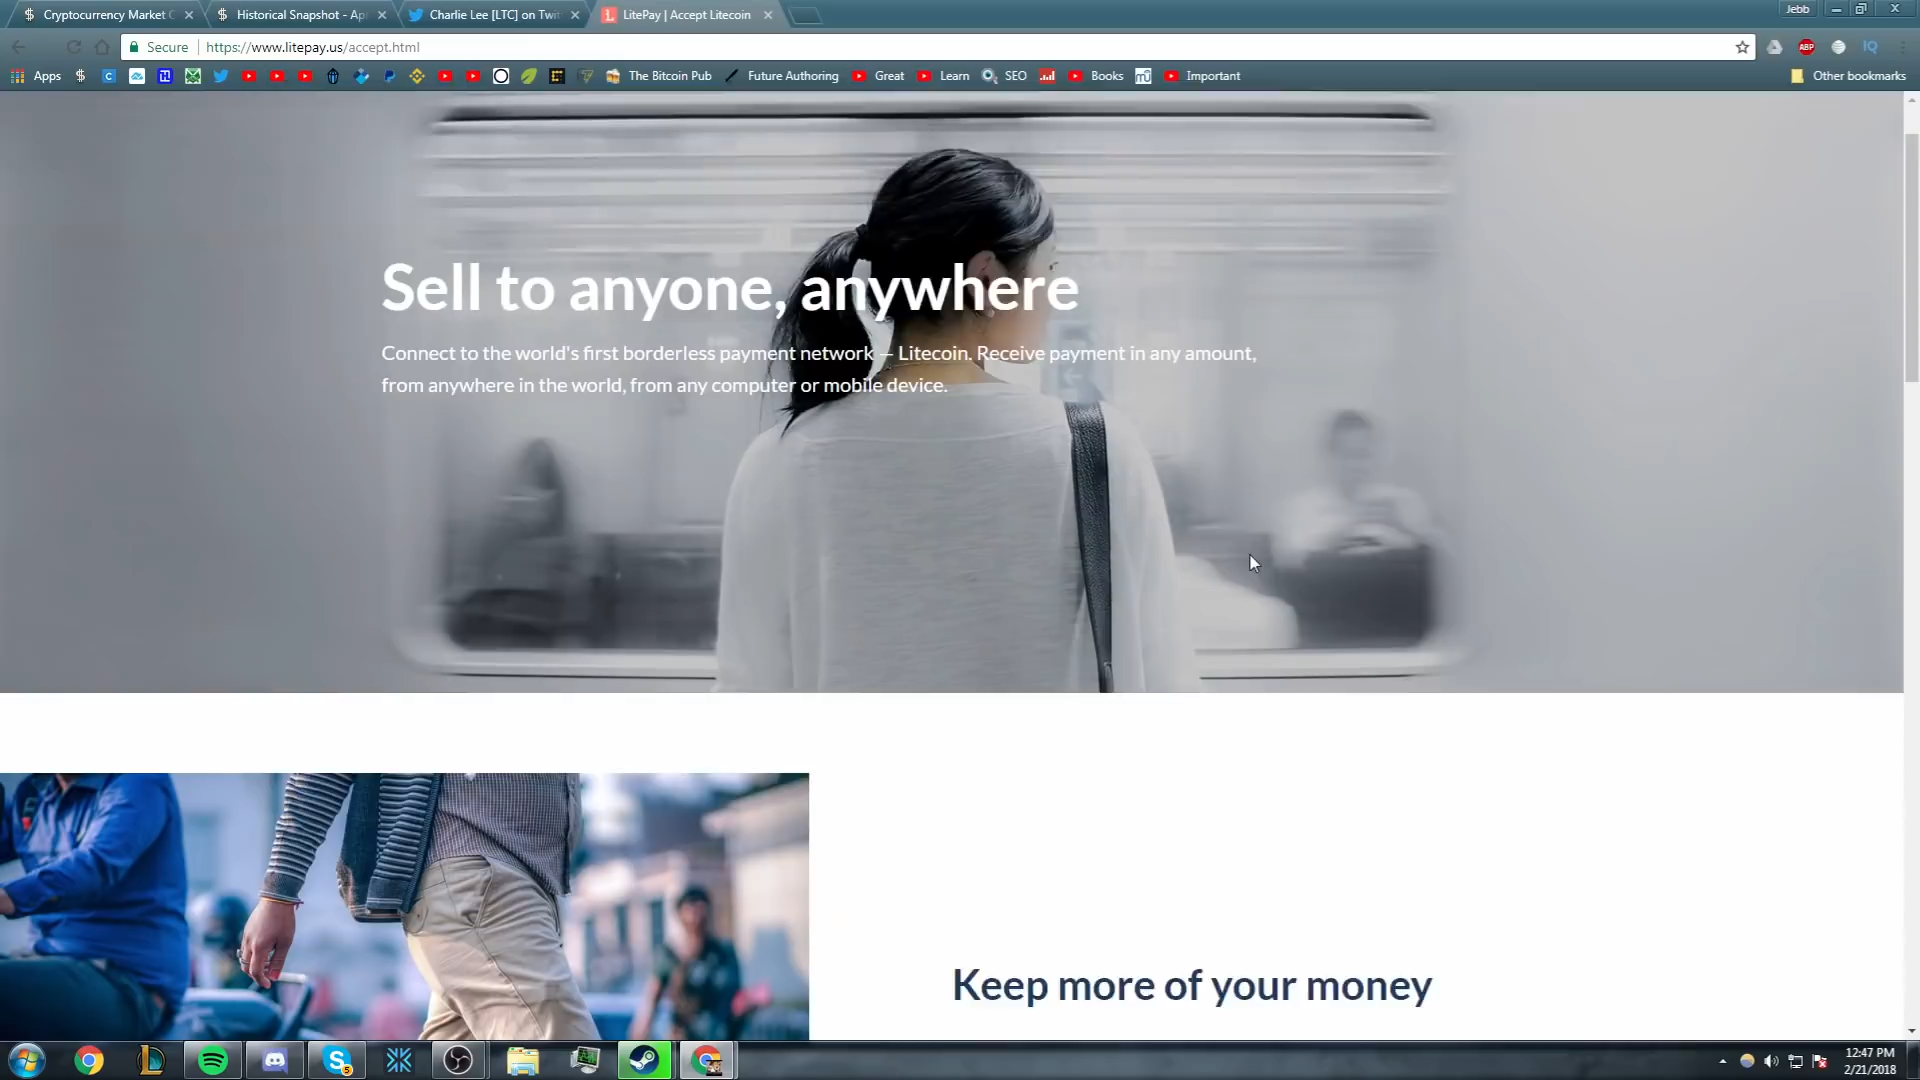 Cryptocurrency Market C
Historical Snapshot - Ap
Charlie Lee [LTC] on Twit
LitePay | Accept Litecoin
Jebb
Secure
https://www.litepay.us/accept.html
ABP
IQ
Apps
The Bitcoin Pub
Future Authoring
Great
Learn
SEO
Books
Important
Other bookmarks
Sell to anyone, anywhere
Connect to the world's first borderless payment network – Litecoin. Receive payment in any amount,
from anywhere in the world, from any computer or mobile device.
Keep more of your money
12:47 PM
2/21/2018